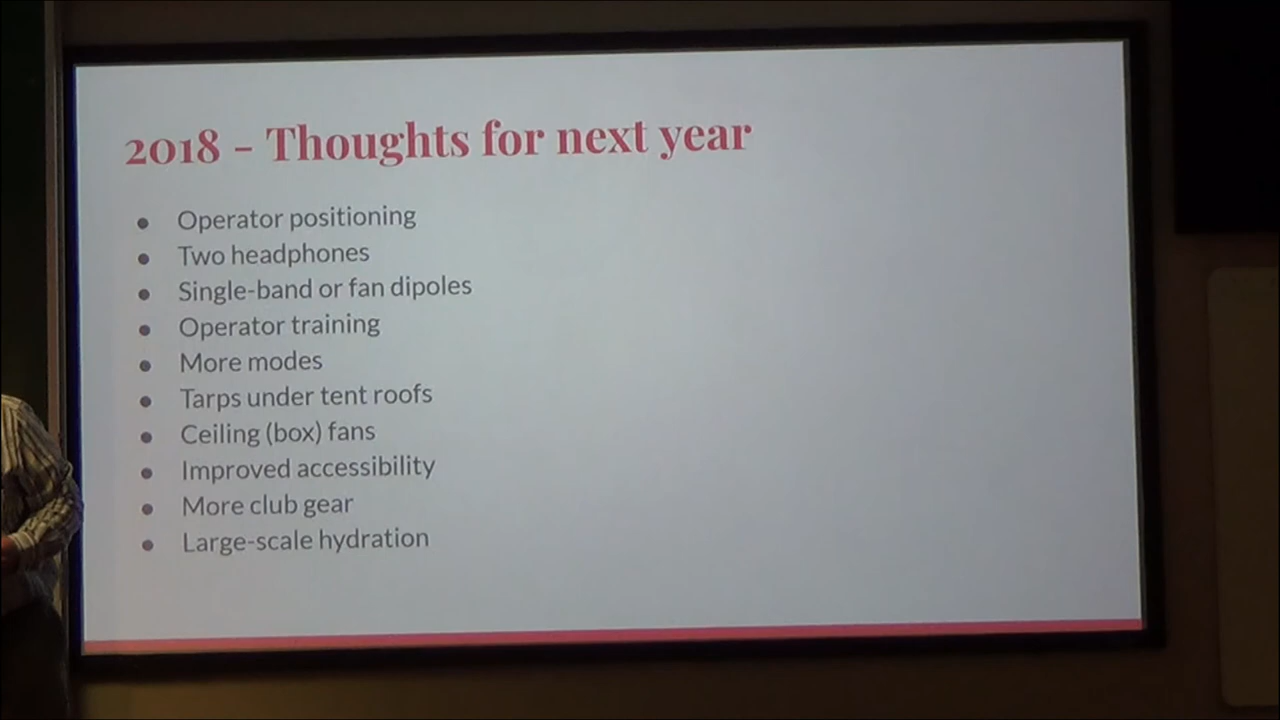 2018 - Thoughts for next year
● Operator positioning
● Two headphones
● Single-band or fan dipoles
● Operator training
● More modes
● Tarps under tent roofs
● Ceiling (box) fans
● Improved accessibility
● More club gear
● Large-scale hydration